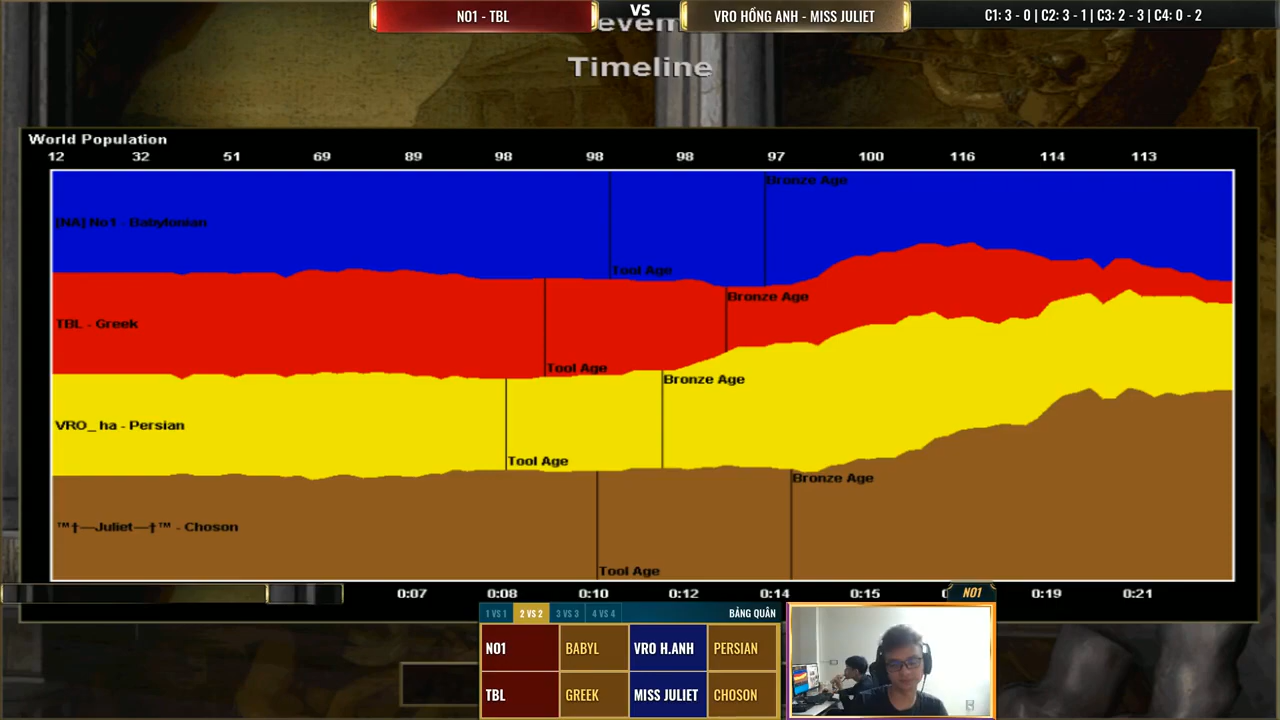 NO1 - TBL
VS
VRO HỒNG ANH - MISS JULIET
C1: 3 - 0 | C2: 3 - 1 | C3: 2 - 3 | C4: 0 - 2
Timeline
World Population
12 32 51 69 89 98 98 98 97 100 116 114 113
Bronze Age
[NA] No1 - Babylonian
Tool Age
Bronze Age
TBL - Greek
Tool Age
Bronze Age
VRO_ ha - Persian
Tool Age
Bronze Age
™†—Juliet—†™ - Choson
Tool Age
0:07 0:08 0:10 0:12 0:14 0:15 0:19 0:21
NO1
1 VS 1 2 VS 2 3 VS 3 4 VS 4 BẢNG QUÂN
NO1 BABYL VRO H.ANH PERSIAN
TBL GREEK MISS JULIET CHOSON